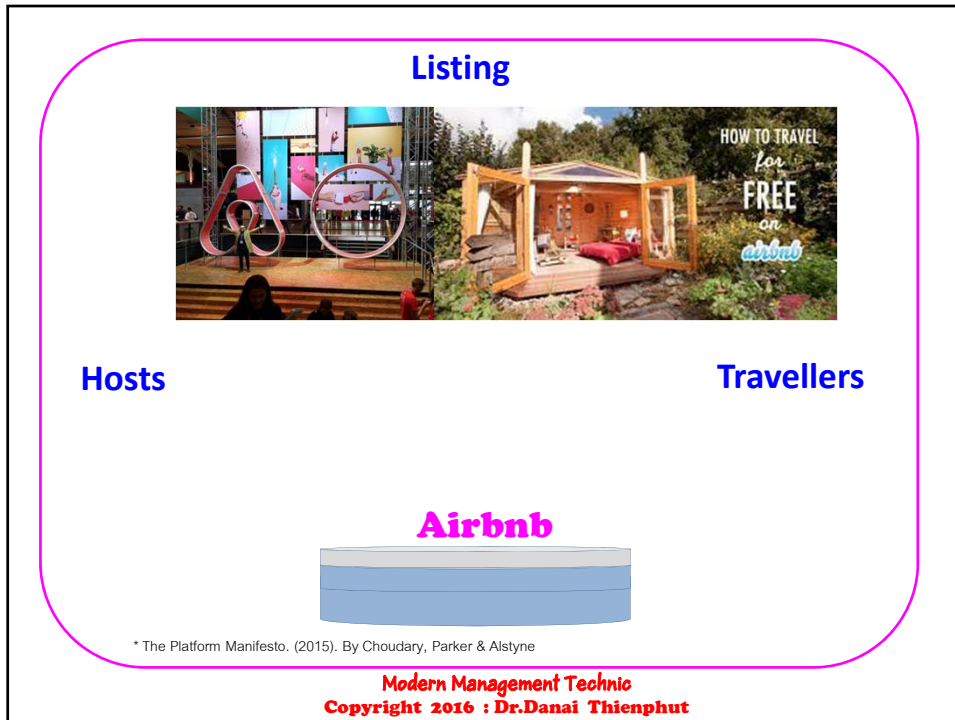 Listing
HOW TO TRAVEL
for
FREE
on
airbnb
Hosts
Travellers
Airbnb
* The Platform Manifesto. (2015). By Choudary, Parker & Alstyne
Modern Management Technic
Copyright 2016 : Dr.Danai Thienphut